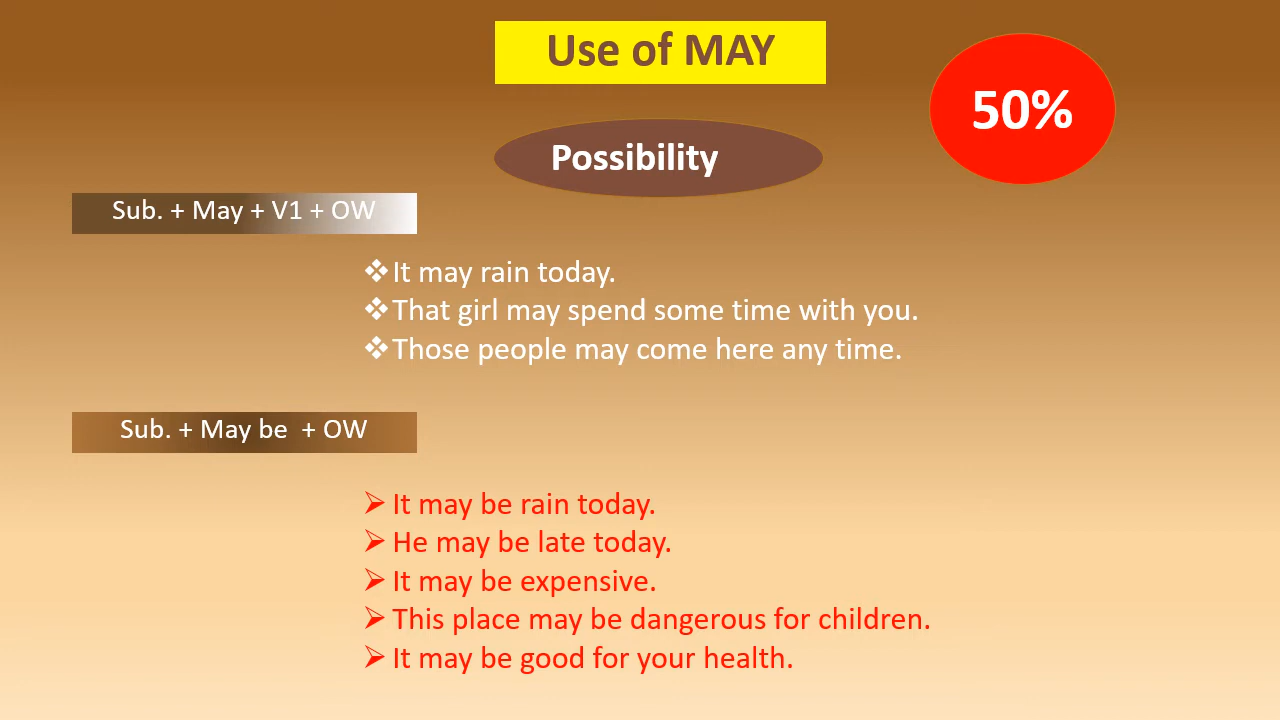 Use of MAY
50%
Possibility
Sub. + May + V1 + OW
It may rain today.
That girl may spend some time with you.
Those people may come here any time.
Sub. + May be + OW
It may be rain today.
He may be late today.
It may be expensive.
This place may be dangerous for children.
It may be good for your health.